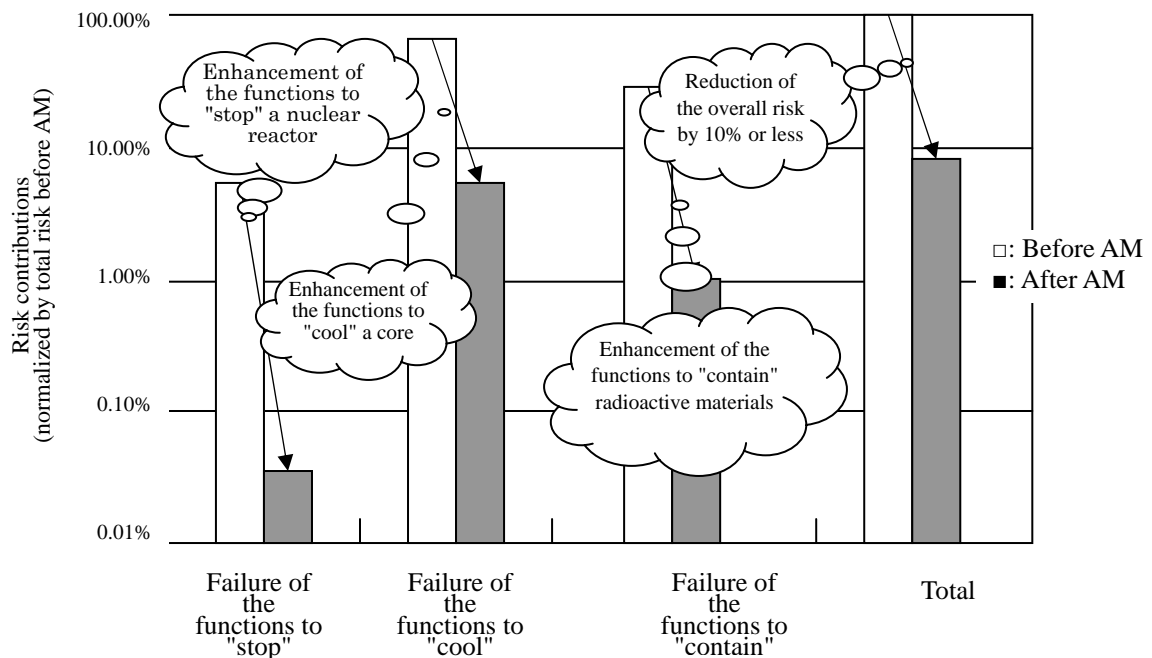 100.00%
10.00%
1.00%
0.10%
0.01%
Risk contributions
(normalized by total risk before AM)
Enhancement of
the functions to
"stop" a nuclear
reactor
Enhancement of
the functions to
"cool" a core
Reduction of
the overall risk
by 10% or less
Enhancement of the
functions to "contain"
radioactive materials
□: Before AM
■: After AM
Failure of
the
functions to
"stop"
Failure of
the
functions to
"cool"
Failure of
the
functions to
"contain"
Total